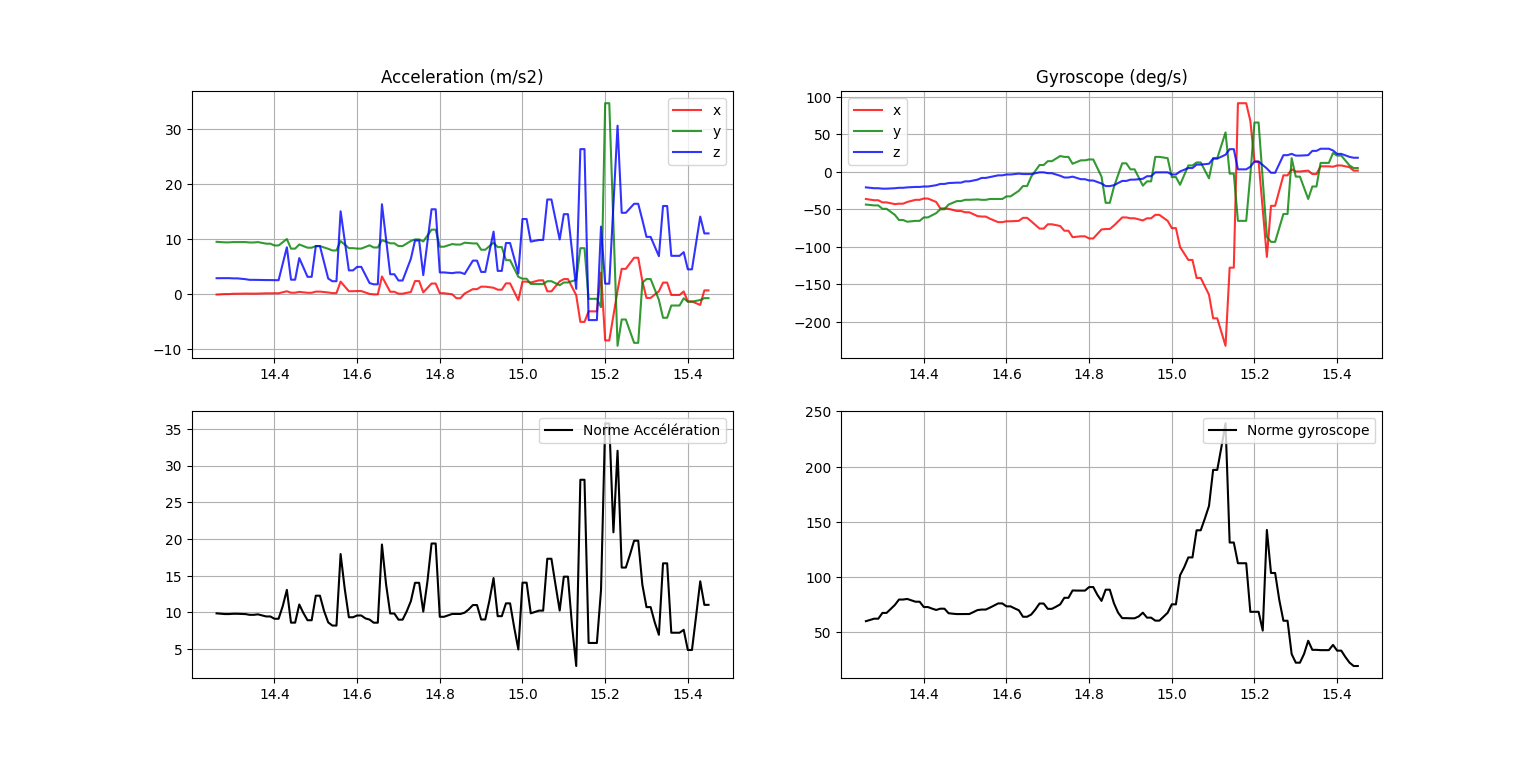 Acceleration (m/s2)
x
y
z
30
20
10
0
−10
14.4 14.6 14.8 15.0 15.2 15.4
Gyroscope (deg/s)
x
y
z
100
50
0
−50
−100
−150
−200
14.4 14.6 14.8 15.0 15.2 15.4
Norme Accélération
35
30
25
20
15
10
5
14.4 14.6 14.8 15.0 15.2 15.4
Norme gyroscope
250
200
150
100
50
14.4 14.6 14.8 15.0 15.2 15.4